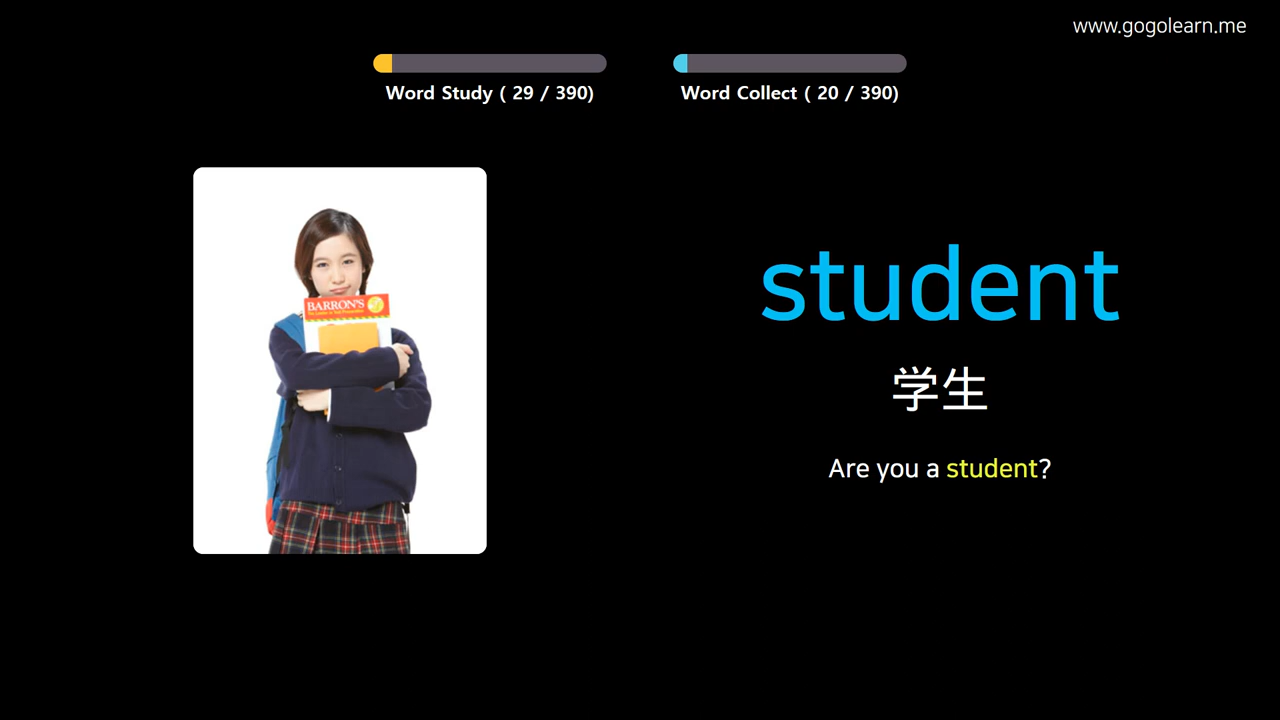 www.gogolearn.me
Word Study ( 29 / 390)
Word Collect ( 20 / 390)
BARRON'S
student
学生
Are you a student?